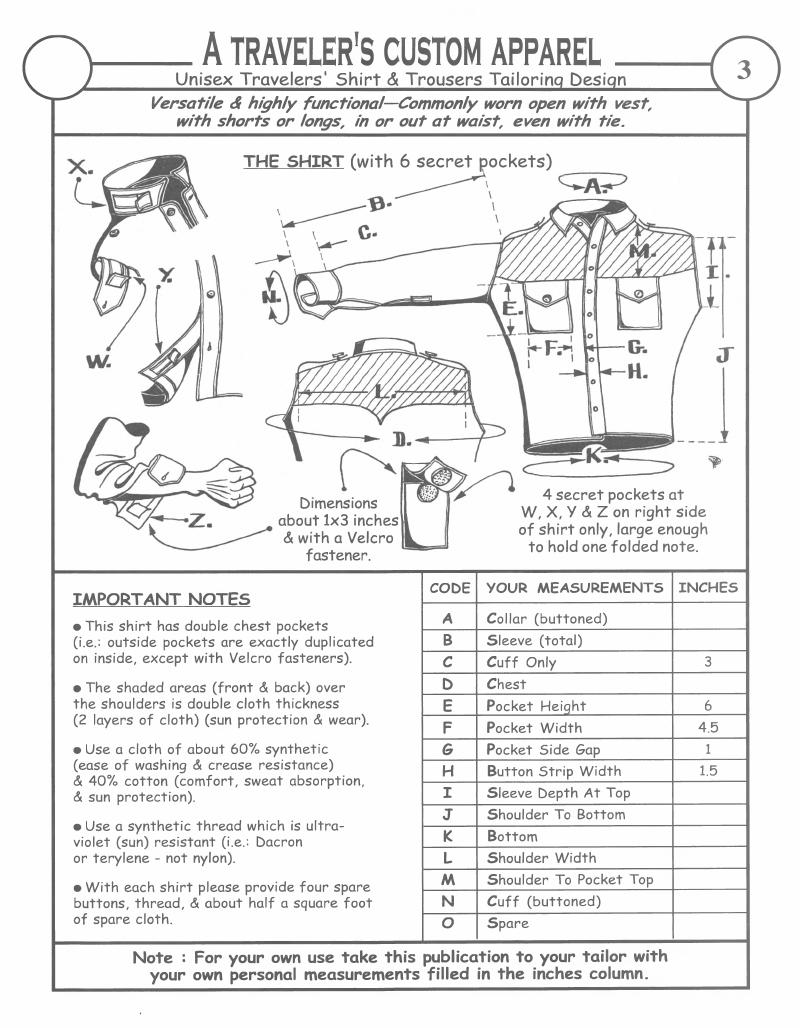 A TRAVELER'S CUSTOM APPAREL
3
Unisex Travelers' Shirt & Trousers Tailoring Design
Versatile & highly functional—Commonly worn open with vest,
with shorts or longs, in or out at waist, even with tie.
THE SHIRT (with 6 secret pockets)
X.
A.
B.
C.
M.
I.
N.
Y.
E.
W.
F.
G.
H.
J
L.
D.
K.
Z.
Dimensions
about 1x3 inches
& with a Velcro
fastener.
4 secret pockets at
W, X, Y & Z on right side
of shirt only, large enough
to hold one folded note.
IMPORTANT NOTES
● This shirt has double chest pockets
(i.e.: outside pockets are exactly duplicated
on inside, except with Velcro fasteners).
● The shaded areas (front & back) over
the shoulders is double cloth thickness
(2 layers of cloth) (sun protection & wear).
● Use a cloth of about 60% synthetic
(ease of washing & crease resistance)
& 40% cotton (comfort, sweat absorption,
& sun protection).
● Use a synthetic thread which is ultra-
violet (sun) resistant (i.e.: Dacron
or terylene - not nylon).
● With each shirt please provide four spare
buttons, thread, & about half a square foot
of spare cloth.
CODE YOUR MEASUREMENTS INCHES
A Collar (buttoned)
B Sleeve (total)
C Cuff Only 3
D Chest
E Pocket Height 6
F Pocket Width 4.5
G Pocket Side Gap 1
H Button Strip Width 1.5
I Sleeve Depth At Top
J Shoulder To Bottom
K Bottom
L Shoulder Width
M Shoulder To Pocket Top
N Cuff (buttoned)
O Spare
Note : For your own use take this publication to your tailor with
your own personal measurements filled in the inches column.